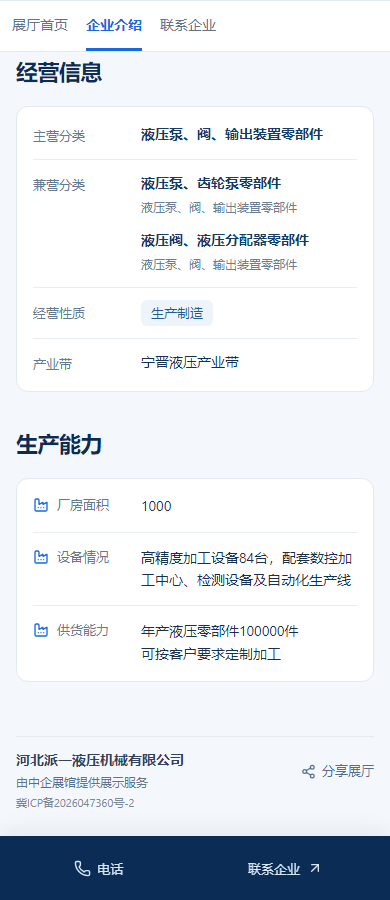 展厅首页 企业介绍 联系企业
经营信息
主营分类 液压泵、阀、输出装置零部件
兼营分类 液压泵、齿轮泵零部件
液压泵、阀、输出装置零部件
液压阀、液压分配器零部件
液压泵、阀、输出装置零部件
经营性质 生产制造
产业带 宁晋液压产业带
生产能力
厂房面积 1000
设备情况 高精度加工设备84台，配套数控加
工中心、检测设备及自动化生产线
供货能力 年产液压零部件100000件
可按客户要求定制加工
河北派一液压机械有限公司
由中企展馆提供展示服务
分享展厅
冀ICP备2026047360号-2
电话 联系企业